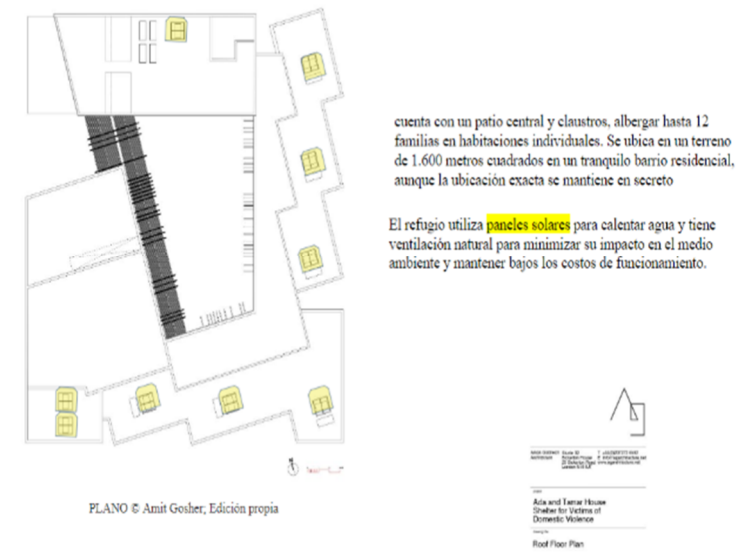 cuenta con un patio central y claustros, albergar hasta 12
familias en habitaciones individuales. Se ubica en un terreno
de 1.600 metros cuadrados en un tranquilo barrio residencial,
aunque la ubicación exacta se mantiene en secreto
El refugio utiliza paneles solares para calentar agua y tiene
ventilación natural para minimizar su impacto en el medio
ambiente y mantener bajos los costos de funcionamiento.
PLANO © Amit Gosher; Edición propia
Ada and Tamar House
Shelter for Victims of
Domestic Violence
Roof Floor Plan